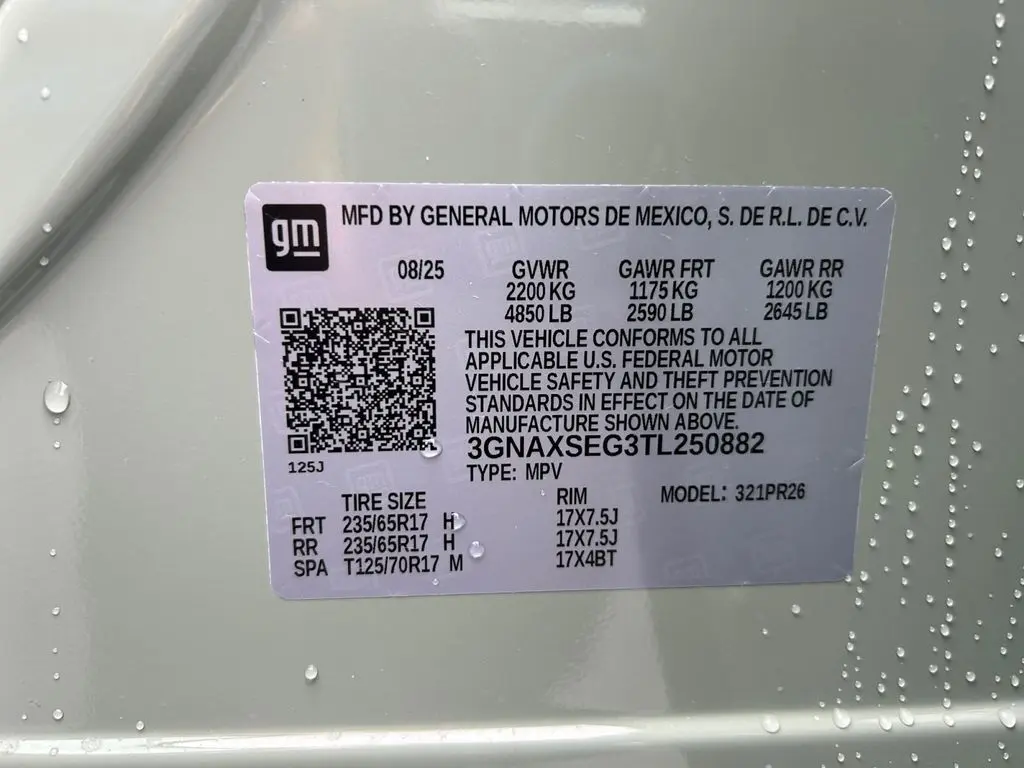 gm
MFD BY GENERAL MOTORS DE MEXICO, S. DE R.L. DE C.V.
08/25 GVWR GAWR FRT GAWR RR
2200 KG 1175 KG 1200 KG
4850 LB 2590 LB 2645 LB
THIS VEHICLE CONFORMS TO ALL
APPLICABLE U.S. FEDERAL MOTOR
VEHICLE SAFETY AND THEFT PREVENTION
STANDARDS IN EFFECT ON THE DATE OF
MANUFACTURE SHOWN ABOVE.
3GNAXSEG3TL250882
125J
TYPE: MPV
TIRE SIZE RIM MODEL: 321PR26
FRT 235/65R17 H 17X7.5J
RR 235/65R17 H 17X7.5J
SPA T125/70R17 M 17X4BT